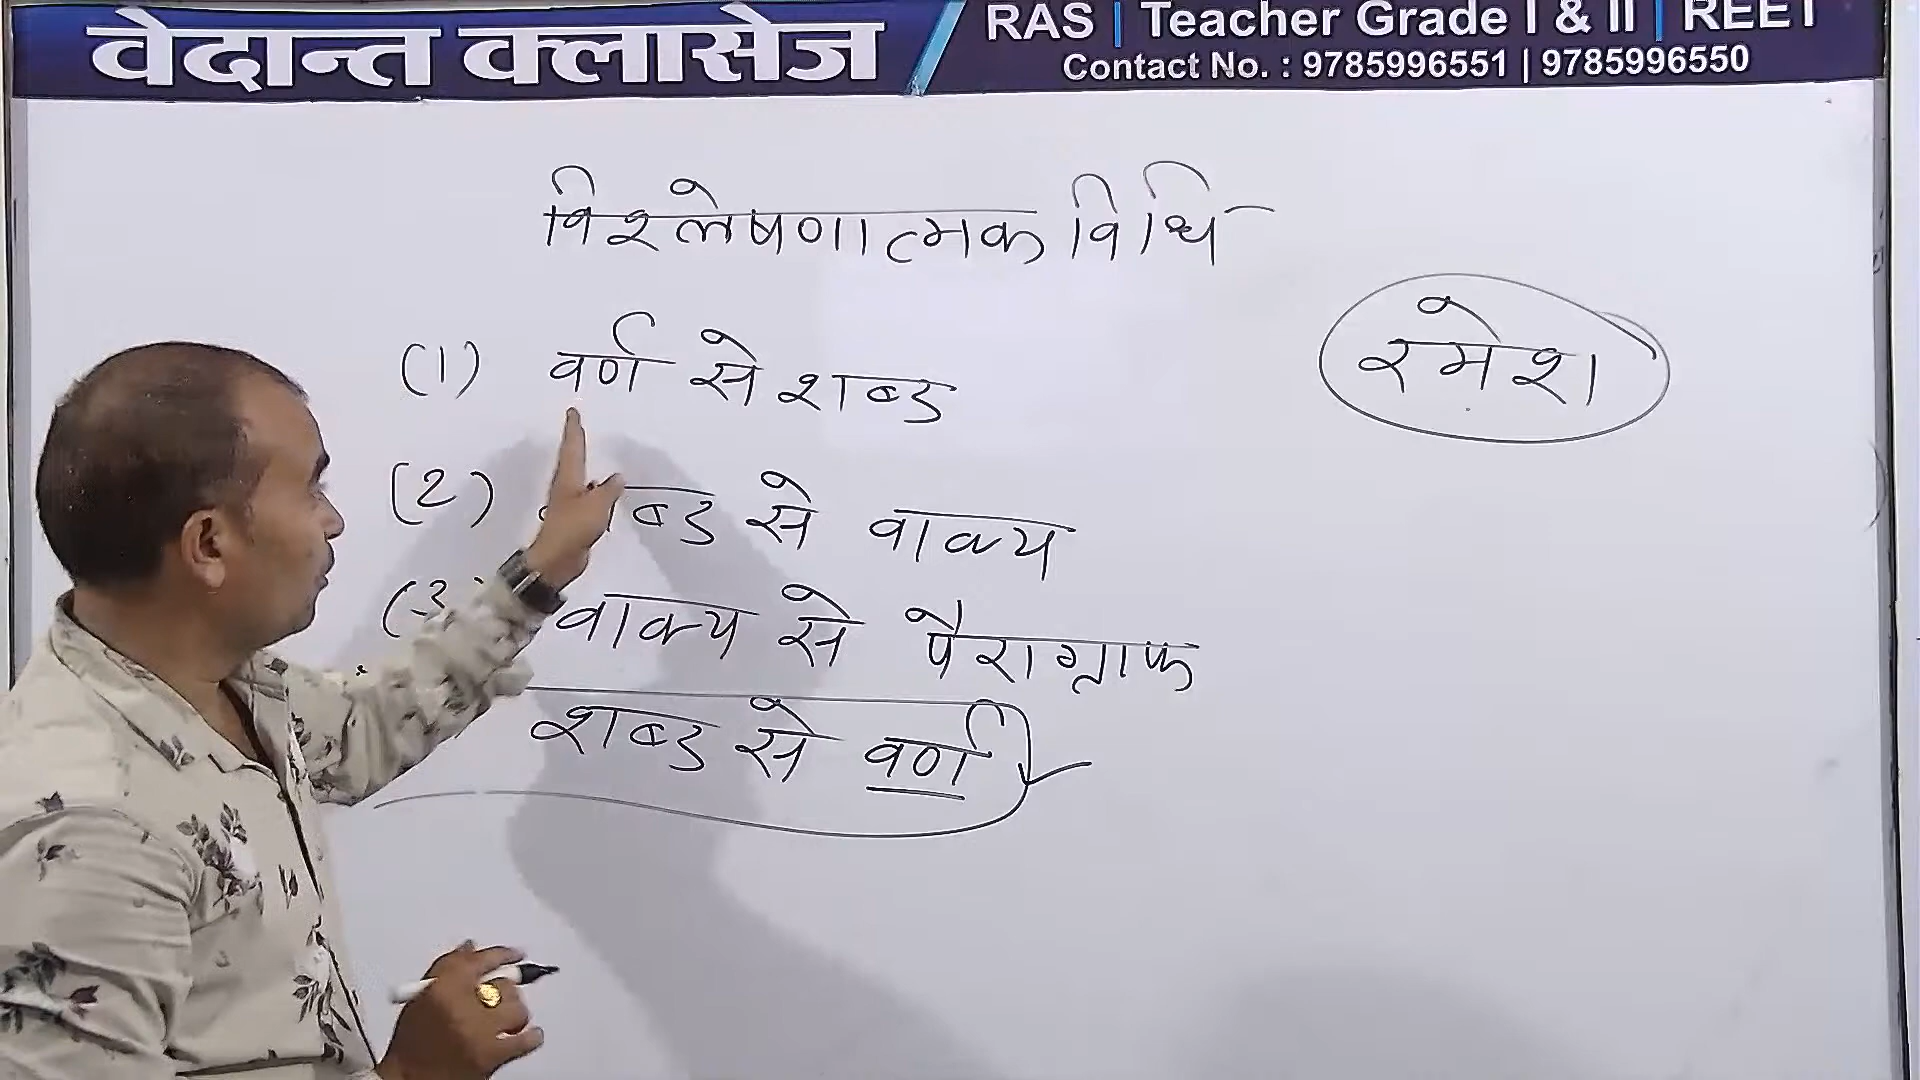 वेदान्त क्लासेज
RAS | Teacher Grade I & II | REET
Contact No. : 9785996551 | 9785996550
विश्लेषणात्मक विधि
(1) वर्ण से शब्द
रमेश
(2) शब्द से वाक्य
(3) वाक्य से पैराग्राफ
शब्द से वर्ण